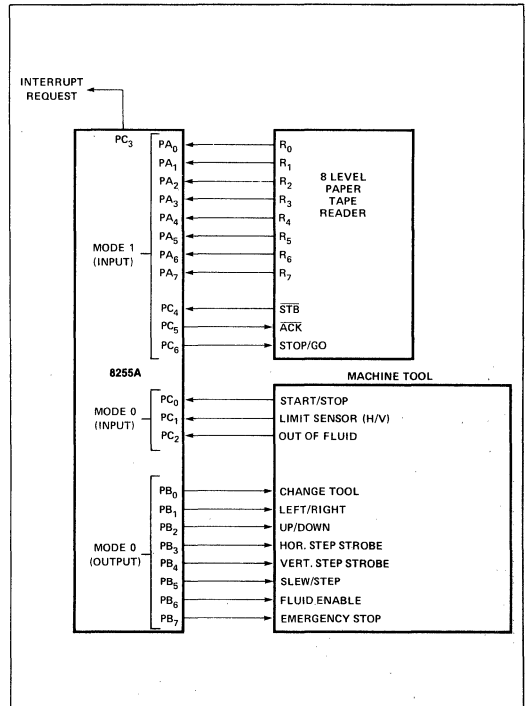 INTERRUPT
REQUEST
PC3
PA0 R0
PA1 R1
PA2 R2
PA3 R3
PA4 R4
PA5 R5
PA6 R6
PA7 R7
8 LEVEL
PAPER
TAPE
READER
MODE 1
(INPUT)
PC4 STB
PC5 ACK
PC6 STOP/GO
8255A
MACHINE TOOL
MODE 0
(INPUT)
PC0 START/STOP
PC1 LIMIT SENSOR (H/V)
PC2 OUT OF FLUID
MODE 0
(OUTPUT)
PB0 CHANGE TOOL
PB1 LEFT/RIGHT
PB2 UP/DOWN
PB3 HOR. STEP STROBE
PB4 VERT. STEP STROBE
PB5 SLEW/STEP
PB6 FLUID ENABLE
PB7 EMERGENCY STOP